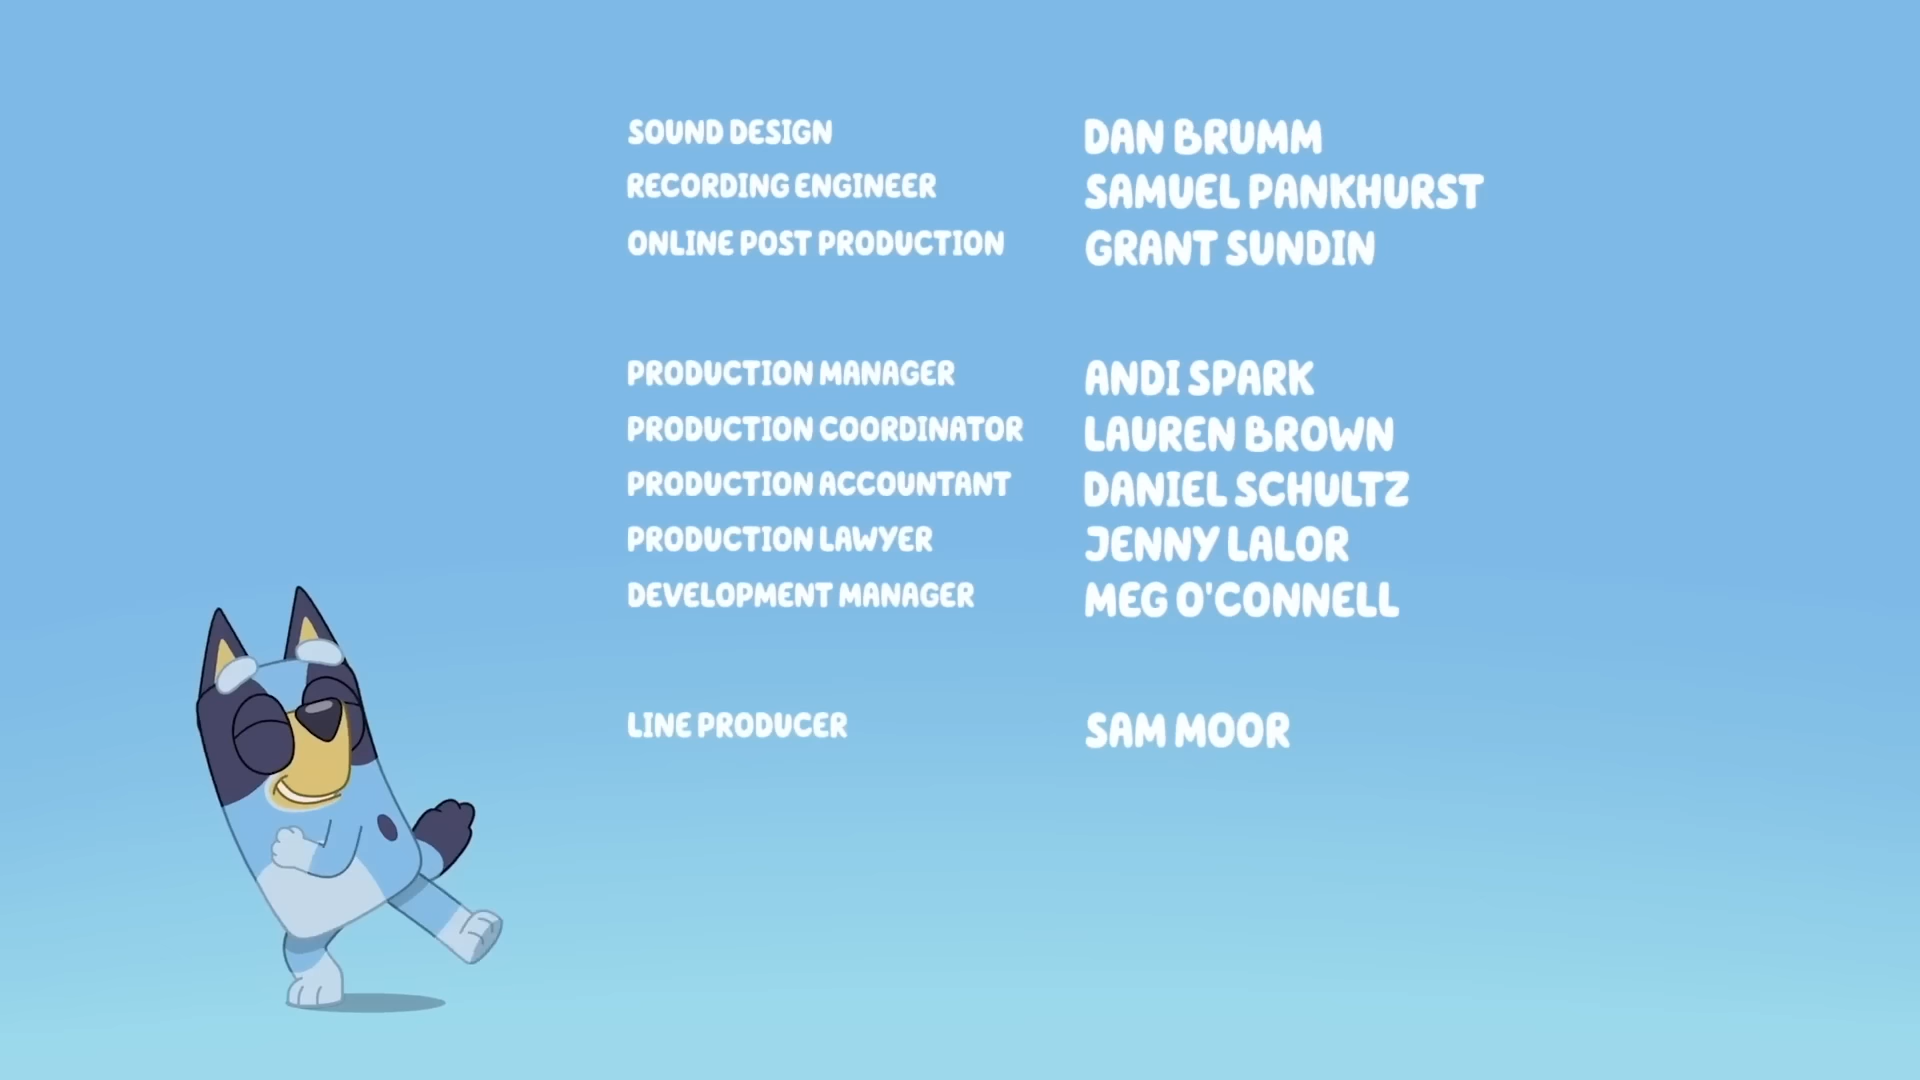 SOUND DESIGN DAN BRUMM
RECORDING ENGINEER SAMUEL PANKHURST
ONLINE POST PRODUCTION GRANT SUNDIN
PRODUCTION MANAGER ANDI SPARK
PRODUCTION COORDINATOR LAUREN BROWN
PRODUCTION ACCOUNTANT DANIEL SCHULTZ
PRODUCTION LAWYER JENNY LALOR
DEVELOPMENT MANAGER MEG O'CONNELL
LINE PRODUCER SAM MOOR